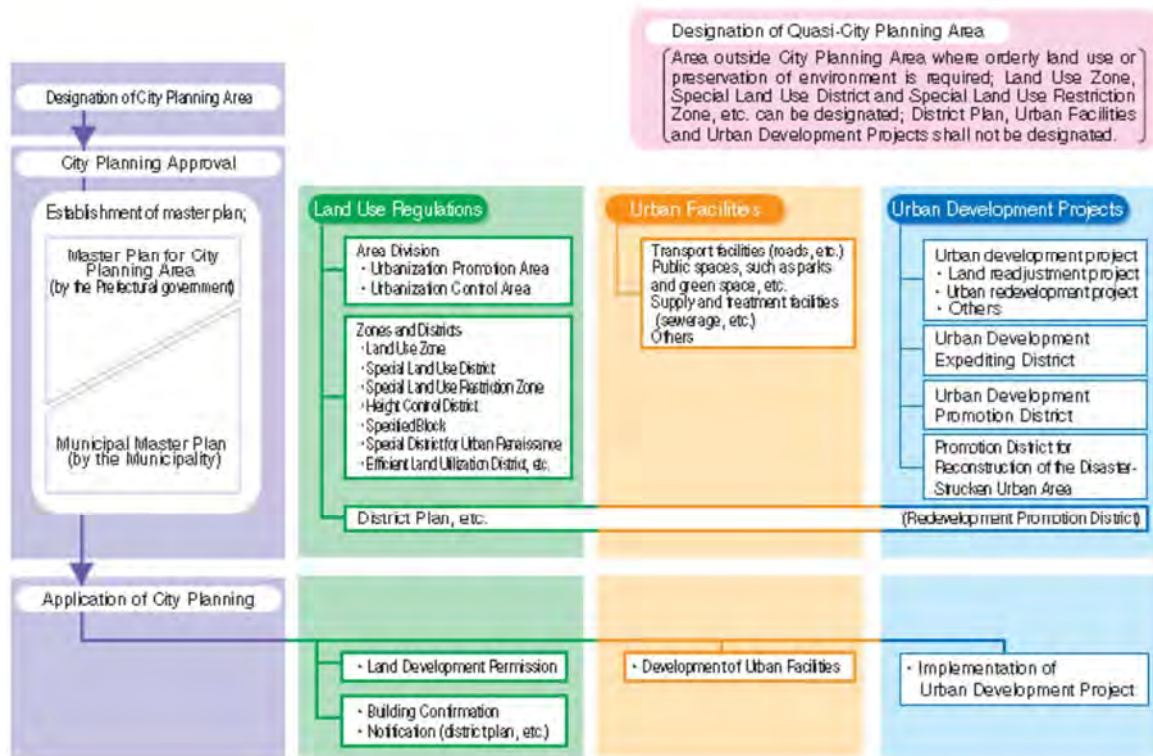 Designation of Quasi-City Planning Area
Area outside City Planning Area where orderly land use or
preservation of environment is required; Land Use Zone,
Special Land Use District and Special Land Use Restriction
Zone, etc. can be designated; District Plan, Urban Facilities
and Urban Development Projects shall not be designated.
Designation of City Planning Area
City Planning Approval
Establishment of master plan;
Master Plan for City
Planning Area
(by the Prefectural government)
Municipal Master Plan
(by the Municipality)
Land Use Regulations
Area Division
・Urbanization Promotion Area
・Urbanization Control Area
Zones and Districts
・Land Use Zone
・Special Land Use District
・Special Land Use Restriction Zone
・Height Control District
・Specified Block
・Special District for Urban Renaissance
・Efficient Land Utilization District, etc.
District Plan, etc.
Urban Facilities
Transport facilities (roads, etc.)
Public spaces, such as parks
and green space, etc.
Supply and treatment facilities
(sewerage, etc.)
Others
Urban Development Projects
Urban development project
・Land readjustment project
・Urban redevelopment project
・Others
Urban Development
Expediting District
Urban Development
Promotion District
Promotion District for
Reconstruction of the Disaster-
Strucken Urban Area
(Redevelopment Promotion District)
Application of City Planning
・Land Development Permission
・Building Confirmation
・Notification (district plan, etc.)
・Development of Urban Facilities
・Implementation of
Urban Development Project